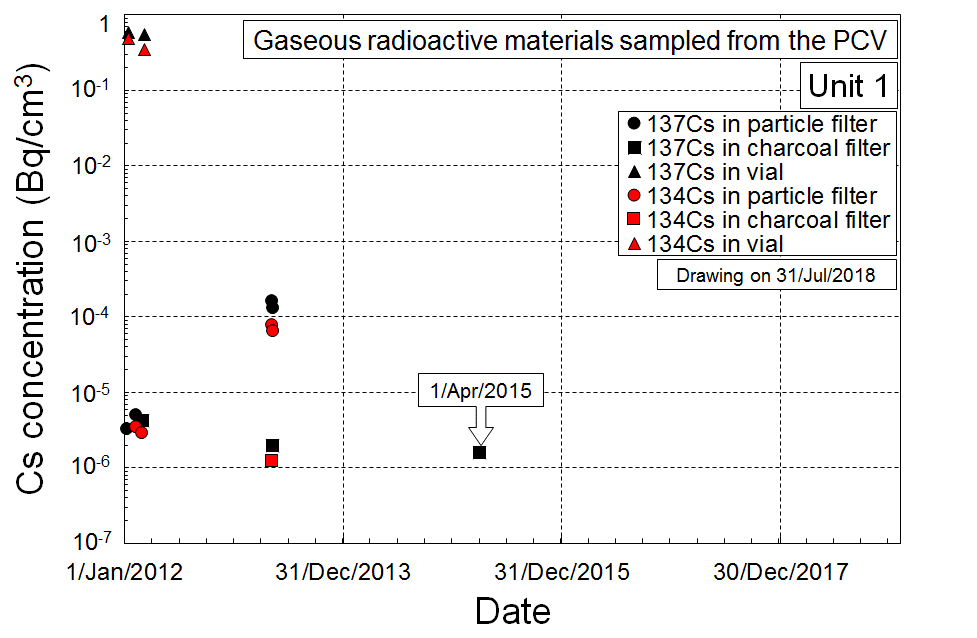 Gaseous radioactive materials sampled from the PCV
Unit 1
137Cs in particle filter
137Cs in charcoal filter
137Cs in vial
134Cs in particle filter
134Cs in charcoal filter
134Cs in vial
Drawing on 31/Jul/2018
1/Apr/2015
Cs concentration (Bq/cm³)
1
10⁻¹
10⁻²
10⁻³
10⁻⁴
10⁻⁵
10⁻⁶
10⁻⁷
1/Jan/2012
31/Dec/2013
31/Dec/2015
30/Dec/2017
Date